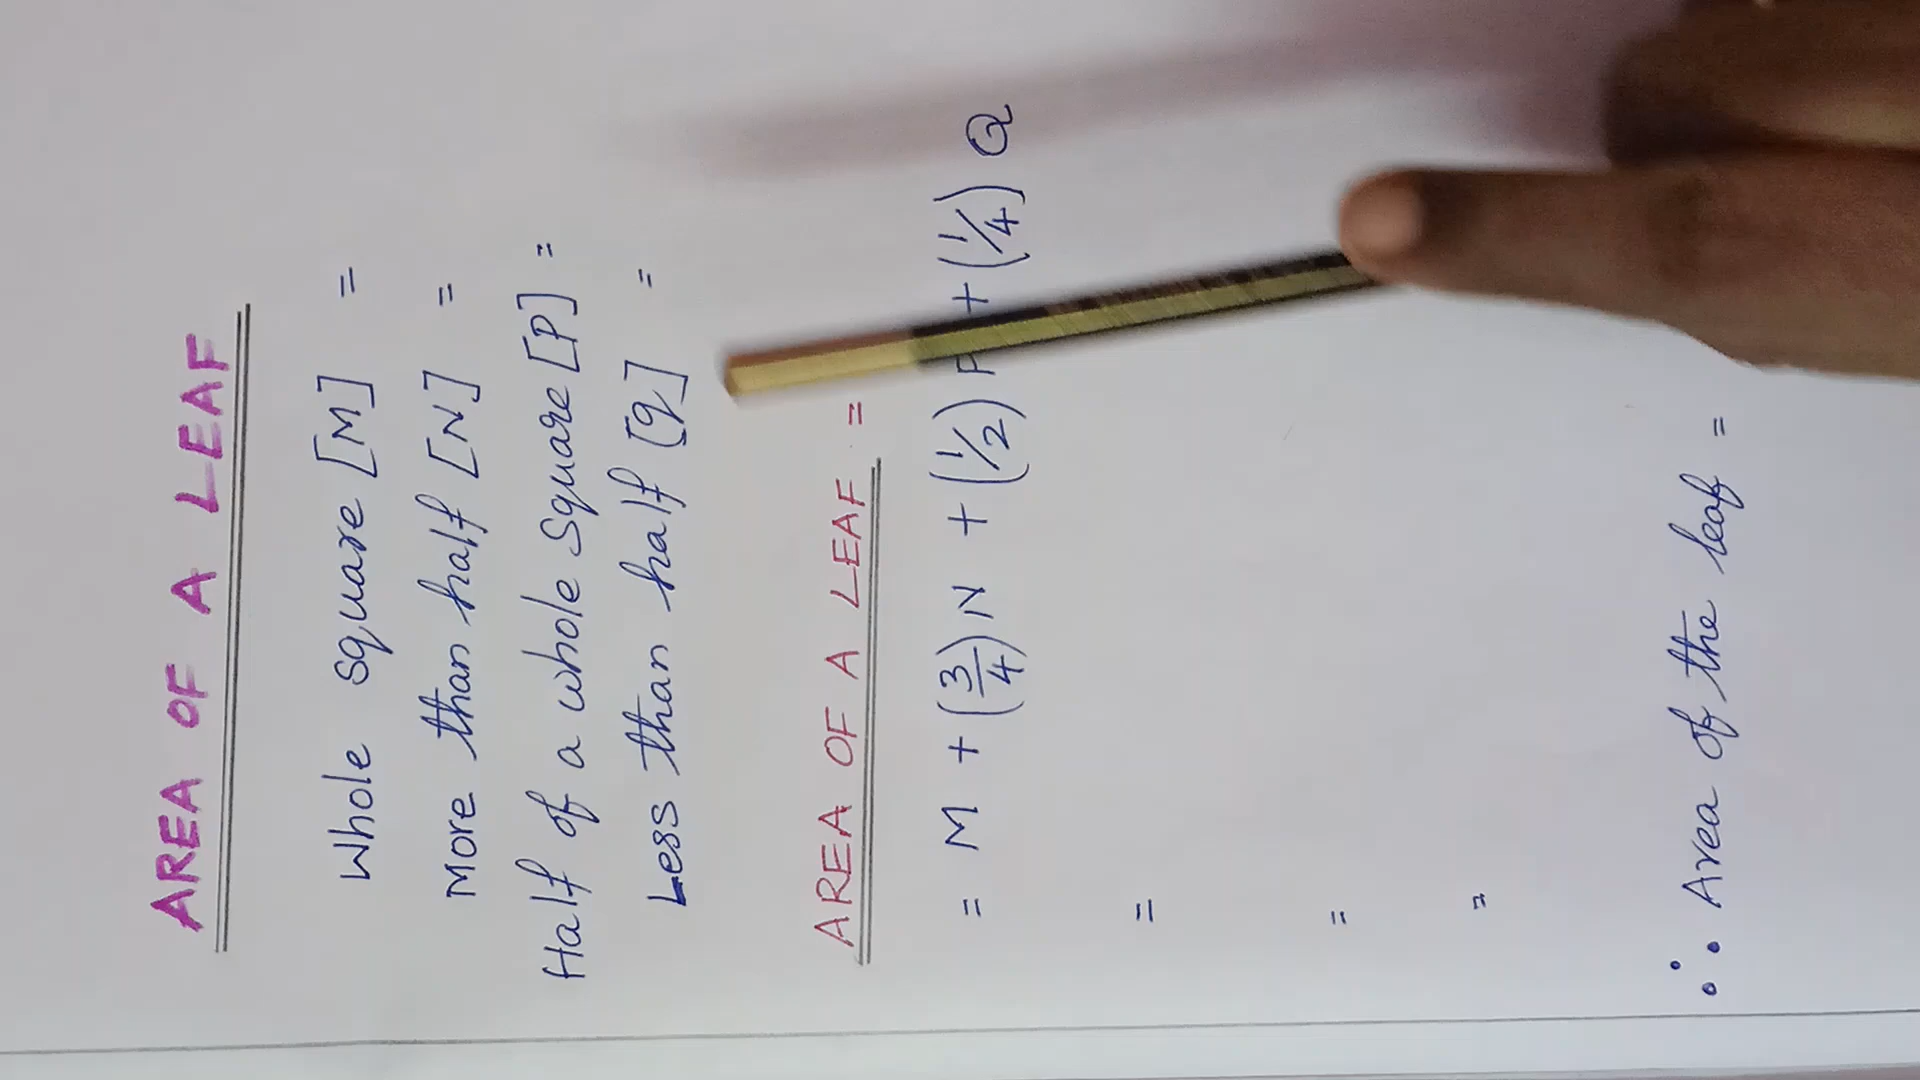 AREA OF A LEAF
Whole square [M] =
More than half [N] =
Half of a whole square [P] =
Less than half [q] =
AREA OF A LEAF =
= M + (3/4) N + (1/2) P + (1/4) Q
=
=
=
∴ Area of the leaf =